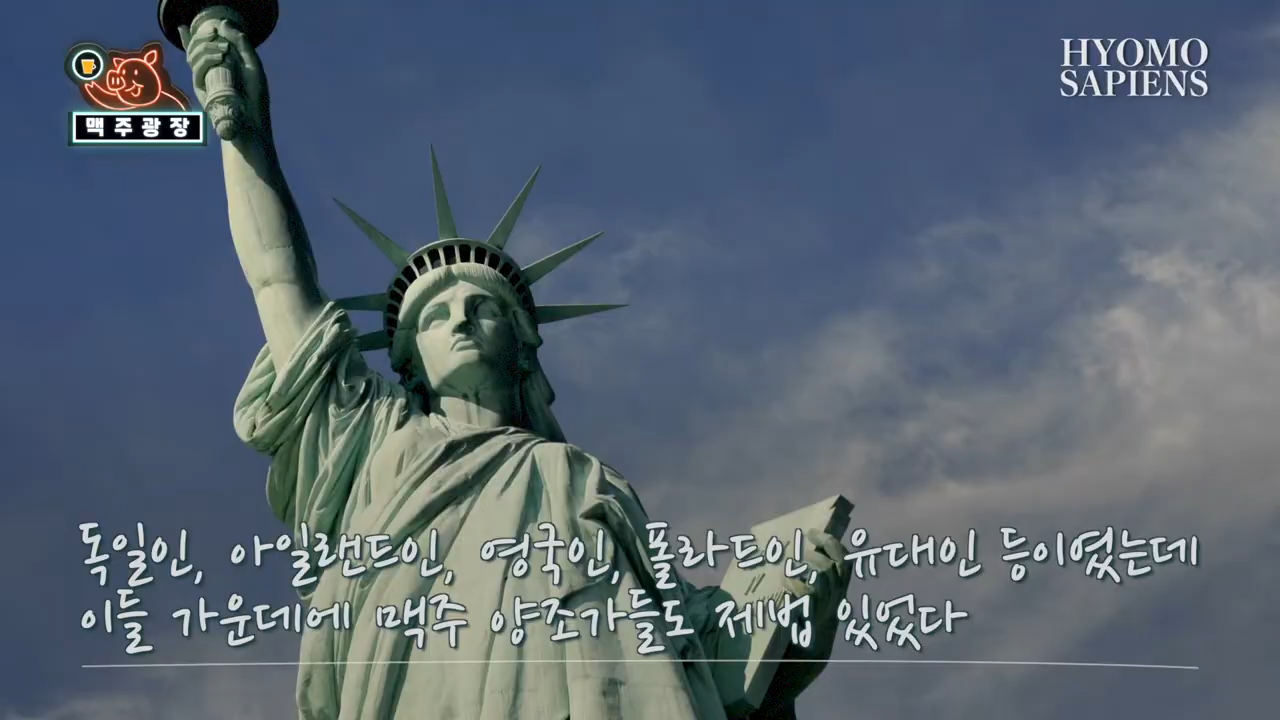 맥주광장
HYOMO
SAPIENS
독일인, 아일랜드인, 영국인, 폴란드인, 유대인 등이었는데
이들 가운데에 맥주 양조가들도 제법 있었다